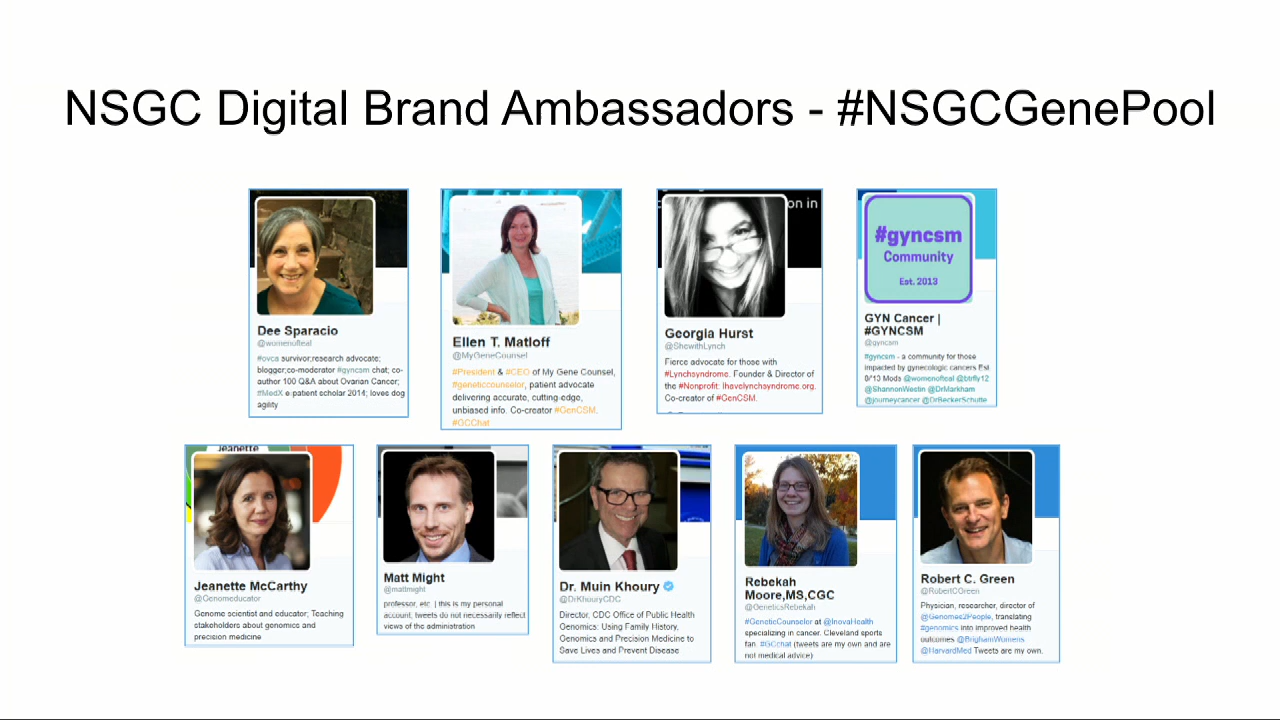 NSGC Digital Brand Ambassadors - #NSGCGenePool
on in
Dee Sparacio
@womenofteal
#ovca survivor;research advocate;
blogger;co-moderator #gyncsm chat; co-
author 100 Q&A about Ovarian Cancer;
#MedX e-patient scholar 2014; loves dog
agility
Ellen T. Matloff
@MyGeneCounsel
#President & #CEO of My Gene Counsel,
#geneticcounselor, patient advocate
delivering accurate, cutting-edge,
unbiased info. Co-creator #GenCSM.
#GCChat
Georgia Hurst
@ShewithLynch
Fierce advocate for those with
#Lynchsyndrome. Founder & Director of
the #Nonprofit: Ihavelynchsyndrome.org.
Co-creator of #GenCSM.
#gyncsm
Community
Est. 2013
GYN Cancer |
#GYNCSM
@gyncsm
#gyncsm - a community for those
impacted by gynecologic cancers Est
9/13 Mods @womenofteal @btrfly12
@ShannonWestin @DrMarkham
@journeycancer @DrBeckerSchutte
Jeanette
Jeanette McCarthy
@Genomeducator
Genome scientist and educator; Teaching
stakeholders about genomics and
precision medicine
Matt Might
@mattmight
professor, etc. | this is my personal
account; tweets do not necessarily reflect
views of the administration
Dr. Muin Khoury
@DrKhouryCDC
Director, CDC Office of Public Health
Genomics: Using Family History,
Genomics and Precision Medicine to
Save Lives and Prevent Disease
Rebekah
Moore,MS,CGC
@GeneticsRebekah
#GeneticCounselor at @InovaHealth
specializing in cancer. Cleveland sports
fan. #GCchat (tweets are my own and are
not medical advice)
Robert C. Green
@RobertCGreen
Physician, researcher, director of
@Genomes2People, translating
#genomics into improved health
outcomes @BrighamWomens
@HarvardMed Tweets are my own.